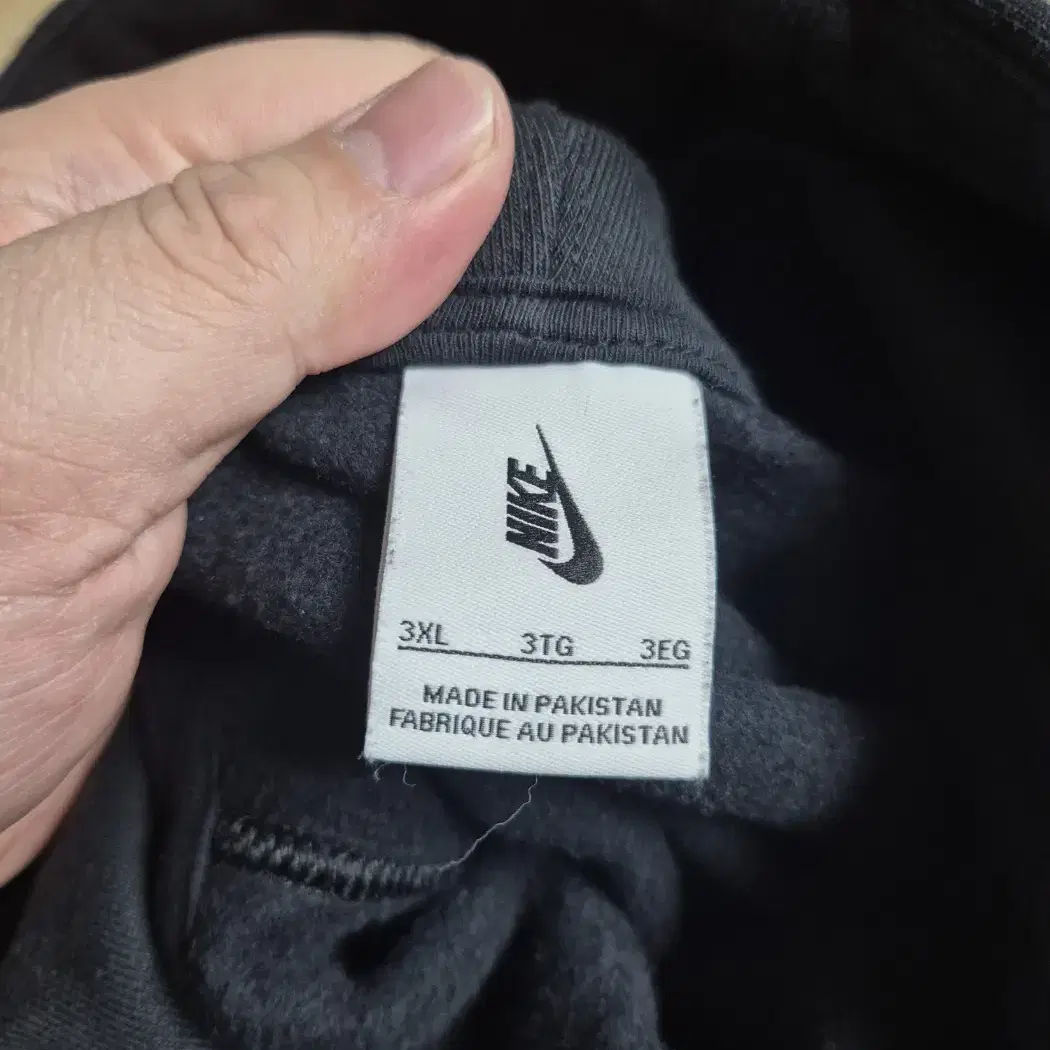 NIKE
3XL 3TG 3EG
MADE IN PAKISTAN
FABRIQUE AU PAKISTAN